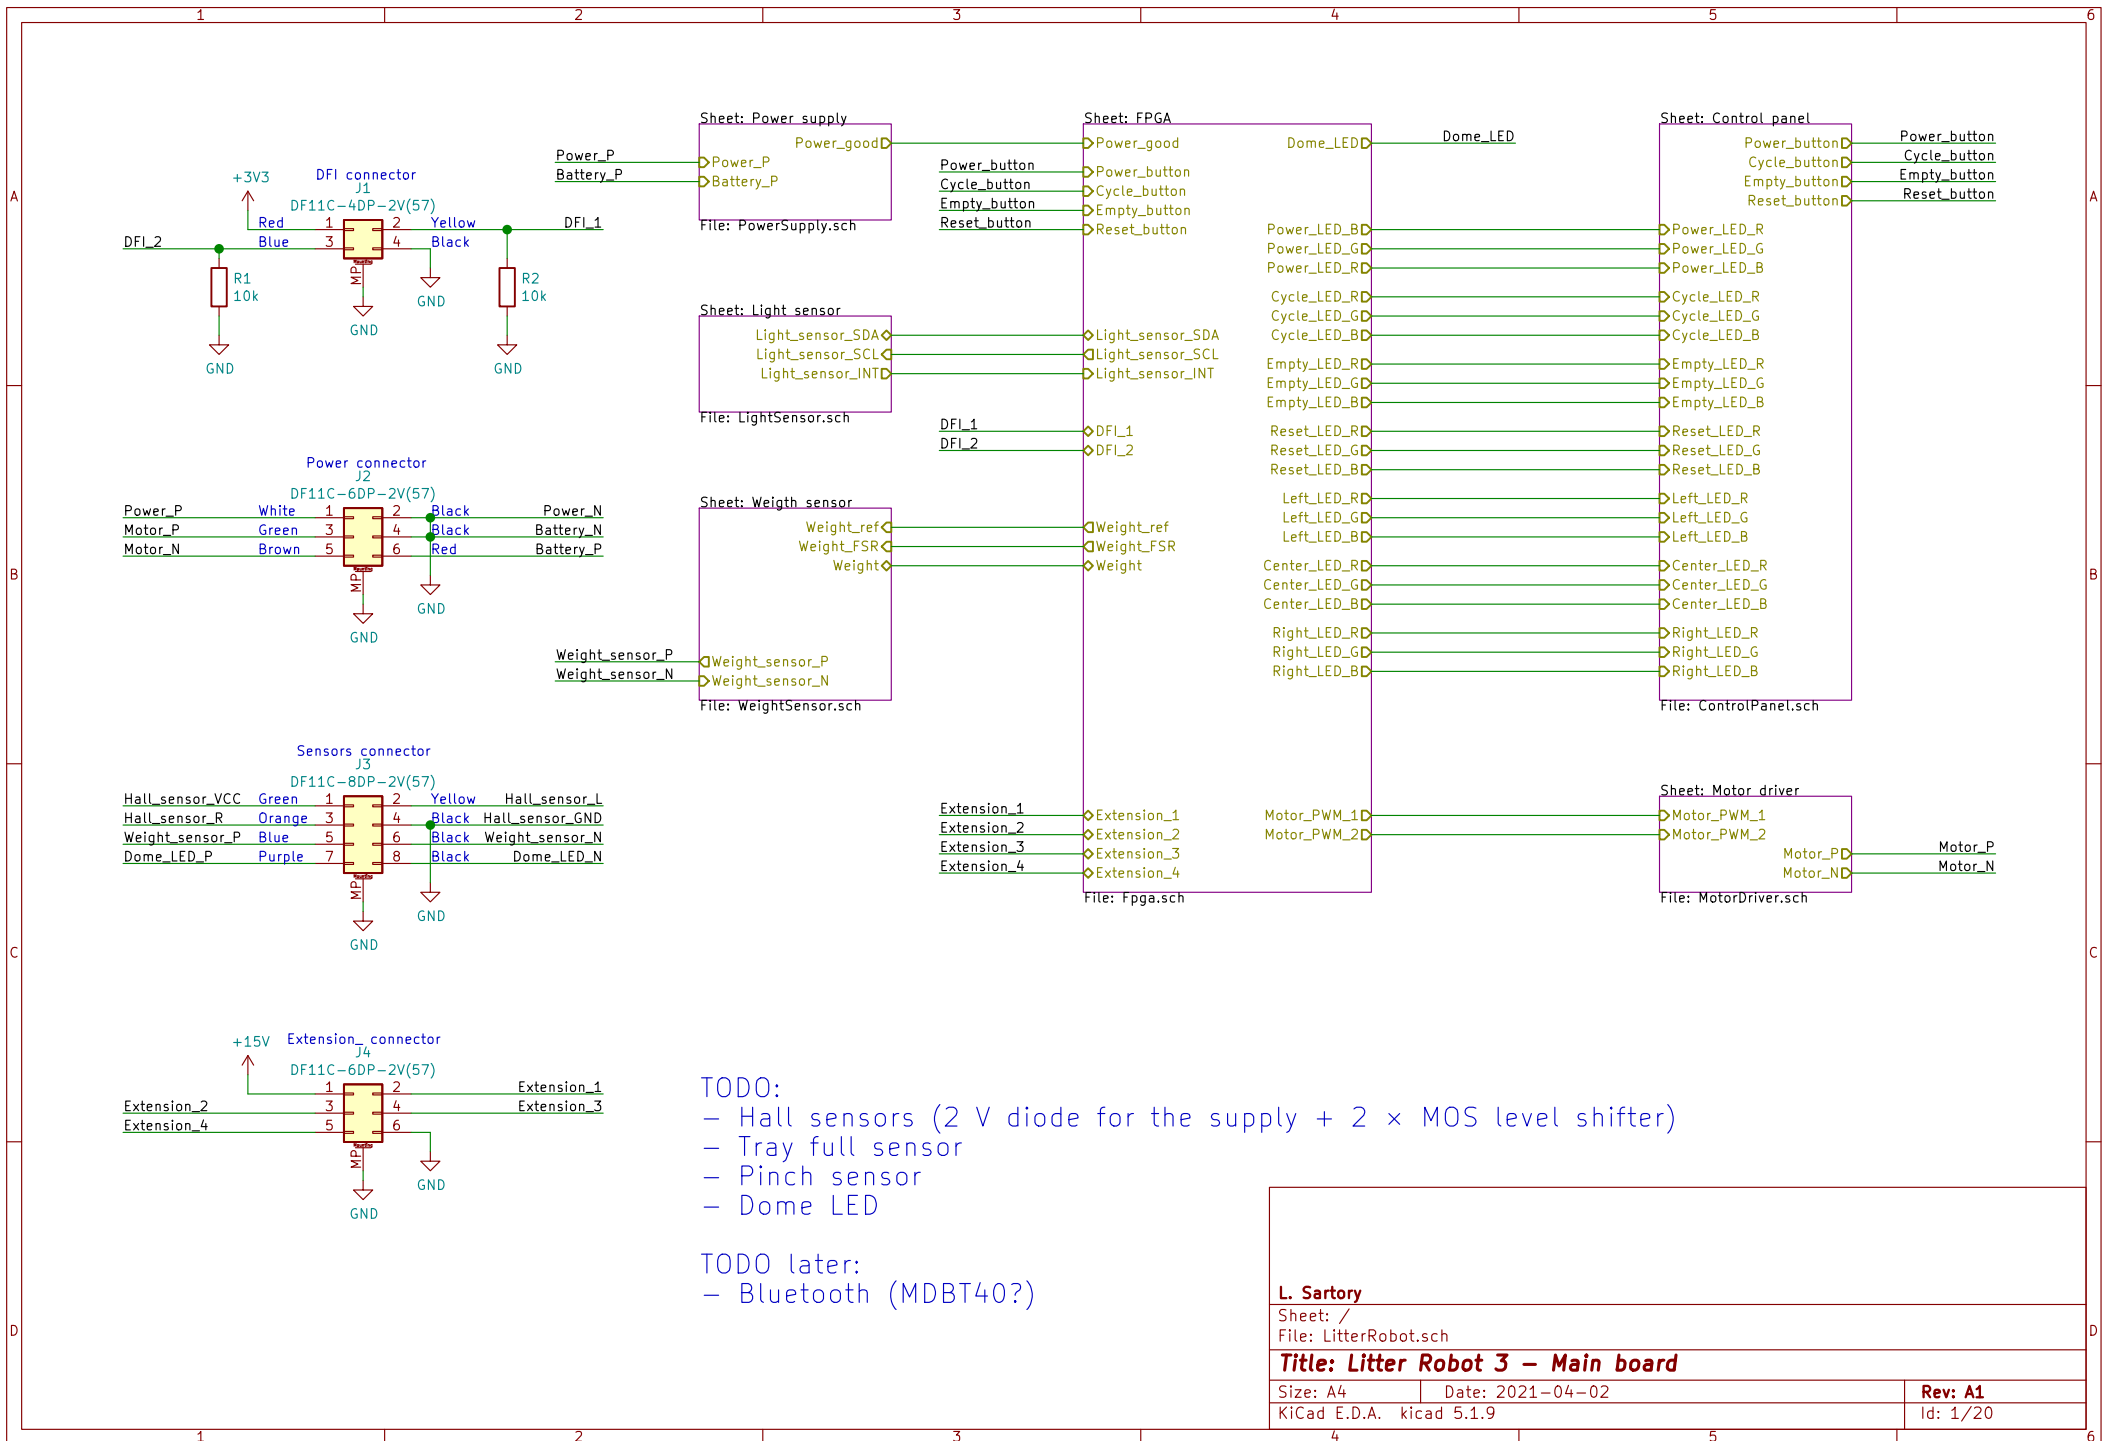 1 2 3 4 5 6
A
B
C
D
A
B
C
D
1 2 3 4 5 6
DFI connector
J1
DF11C-4DP-2V(57)
+3V3
Red 1 2 Yellow DFI_1
DFI_2 Blue 3 4 Black
MP
R1
10k
R2
10k
GND
GND
GND
GND
Power connector
J2
DF11C-6DP-2V(57)
Power_P White 1 2 Black Power_N
Motor_P Green 3 4 Black Battery_N
Motor_N Brown 5 6 Red Battery_P
MP
GND
GND
Sensors connector
J3
DF11C-8DP-2V(57)
Hall_sensor_VCC Green 1 2 Yellow Hall_sensor_L
Hall_sensor_R Orange 3 4 Black Hall_sensor_GND
Weight_sensor_P Blue 5 6 Black Weight_sensor_N
Dome_LED_P Purple 7 8 Black Dome_LED_N
MP
GND
GND
Extension_ connector
J4
DF11C-6DP-2V(57)
+15V
1 2 Extension_1
Extension_2 3 4 Extension_3
Extension_4 5 6
MP
GND
GND
Sheet: Power supply
Power_good
Power_P Power_P
Battery_P Battery_P
File: PowerSupply.sch
Sheet: Light sensor
Light_sensor_SDA
Light_sensor_SCL
Light_sensor_INT
File: LightSensor.sch
Sheet: Weigth sensor
Weight_ref
Weight_FSR
Weight
Weight_sensor_P Weight_sensor_P
Weight_sensor_N Weight_sensor_N
File: WeightSensor.sch
Sheet: FPGA
Power_good
Power_button Power_button
Cycle_button Cycle_button
Empty_button Empty_button
Reset_button Reset_button
Light_sensor_SDA
Light_sensor_SCL
Light_sensor_INT
DFI_1 DFI_1
DFI_2 DFI_2
Weight_ref
Weight_FSR
Weight
Extension_1 Extension_1
Extension_2 Extension_2
Extension_3 Extension_3
Extension_4 Extension_4
Dome_LED Dome_LED
Power_LED_B
Power_LED_G
Power_LED_R
Cycle_LED_R
Cycle_LED_G
Cycle_LED_B
Empty_LED_R
Empty_LED_G
Empty_LED_B
Reset_LED_R
Reset_LED_G
Reset_LED_B
Left_LED_R
Left_LED_G
Left_LED_B
Center_LED_R
Center_LED_G
Center_LED_B
Right_LED_R
Right_LED_G
Right_LED_B
Motor_PWM_1
Motor_PWM_2
File: Fpga.sch
Sheet: Control panel
Power_button Power_button
Cycle_button Cycle_button
Empty_button Empty_button
Reset_button Reset_button
Power_LED_R
Power_LED_G
Power_LED_B
Cycle_LED_R
Cycle_LED_G
Cycle_LED_B
Empty_LED_R
Empty_LED_G
Empty_LED_B
Reset_LED_R
Reset_LED_G
Reset_LED_B
Left_LED_R
Left_LED_G
Left_LED_B
Center_LED_R
Center_LED_G
Center_LED_B
Right_LED_R
Right_LED_G
Right_LED_B
File: ControlPanel.sch
Sheet: Motor driver
Motor_PWM_1
Motor_PWM_2
Motor_P Motor_P
Motor_N Motor_N
File: MotorDriver.sch
TODO:
- Hall sensors (2 V diode for the supply + 2 × MOS level shifter)
- Tray full sensor
- Pinch sensor
- Dome LED
TODO later:
- Bluetooth (MDBT40?)
L. Sartory
Sheet: /
File: LitterRobot.sch
Title: Litter Robot 3 - Main board
Size: A4 Date: 2021-04-02 Rev: A1
KiCad E.D.A. kicad 5.1.9 Id: 1/20